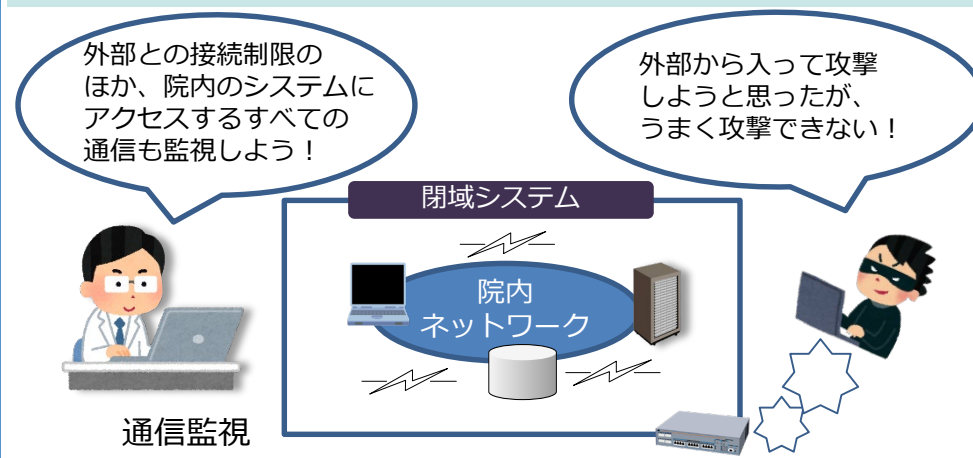 外部との接続制限の
ほか、院内のシステムに
アクセスするすべての
通信も監視しよう！
外部から入って攻撃
しようと思ったが、
うまく攻撃できない！
閉域システム
院内
ネットワーク
通信監視